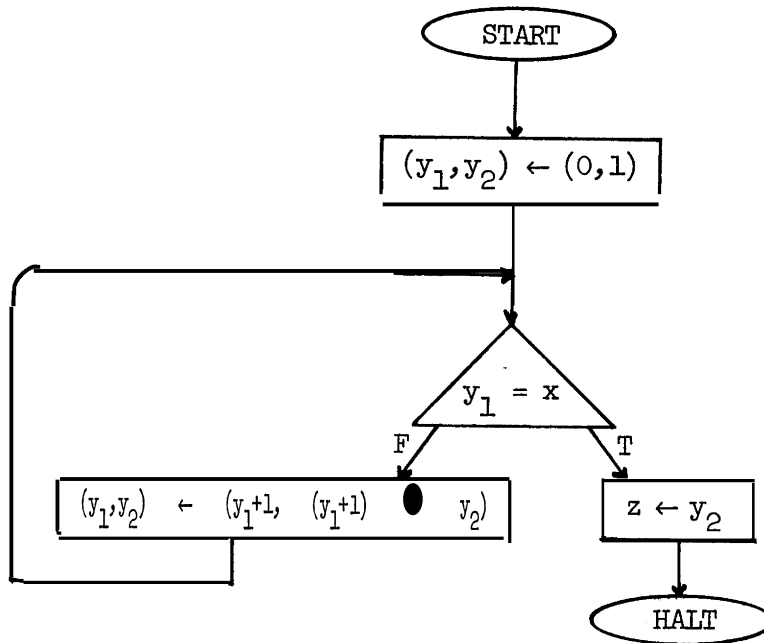 START
(y₁,y₂) ← (0,1)
y₁ = x
F
T
(y₁,y₂) ← (y₁+1, (y₁+1) ● y₂)
z ← y₂
HALT